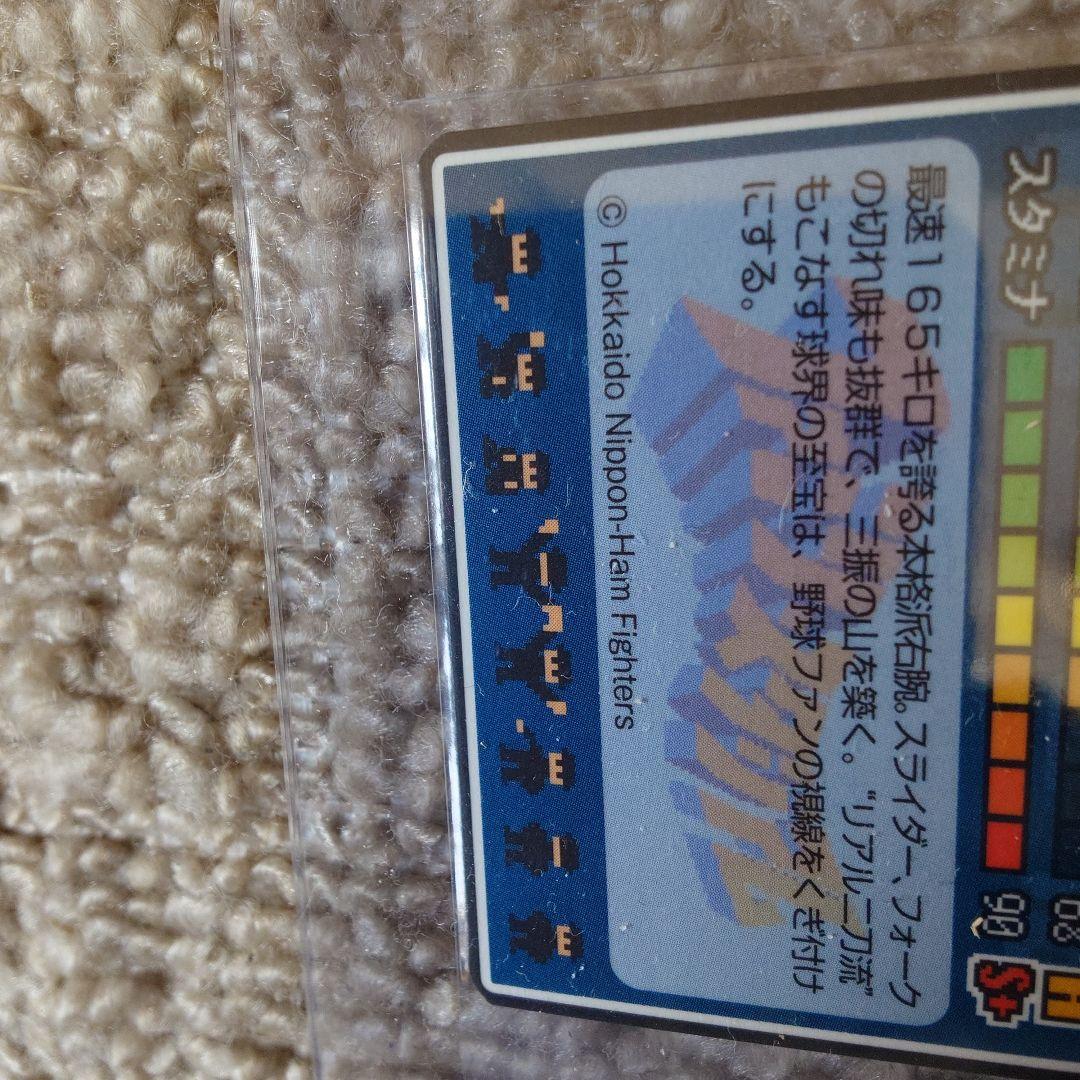 スタミナ 90 S+
68 A
最速165キロを誇る本格派右腕。スライダー、フォーク
の切れ味も抜群で、三振の山を築く。"リアル二刀流"
もこなす球界の至宝は、野球ファンの視線をくぎ付け
にする。
© Hokkaido Nippon-Ham Fighters